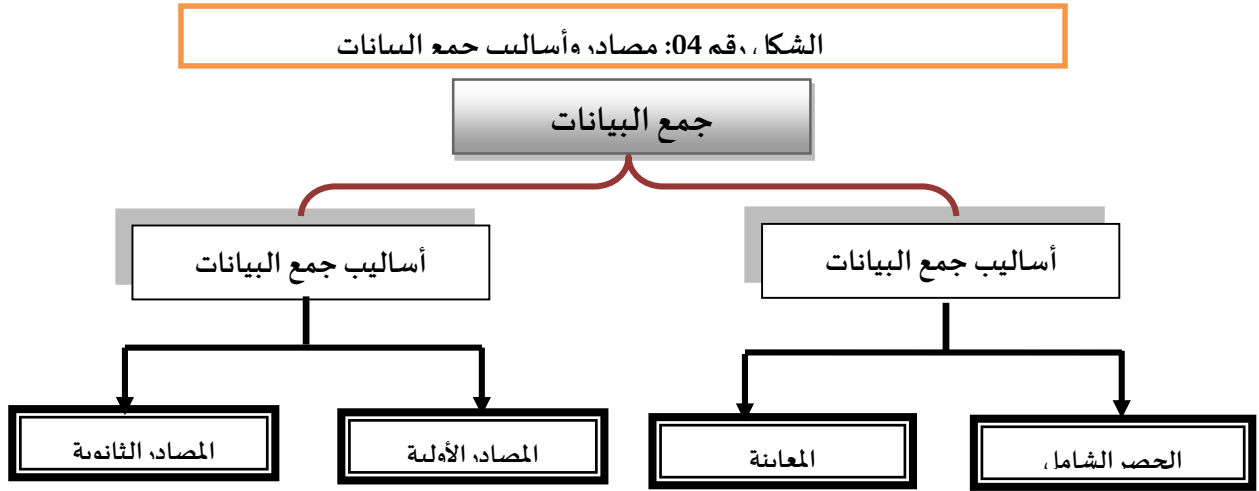 الشكل رقم 04: مصادر وأساليب جمع البيانات
جمع البيانات
أساليب جمع البيانات
أساليب جمع البيانات
الحصر الشامل
المعاينة
المصادر الأولية
المصادر الثانوية